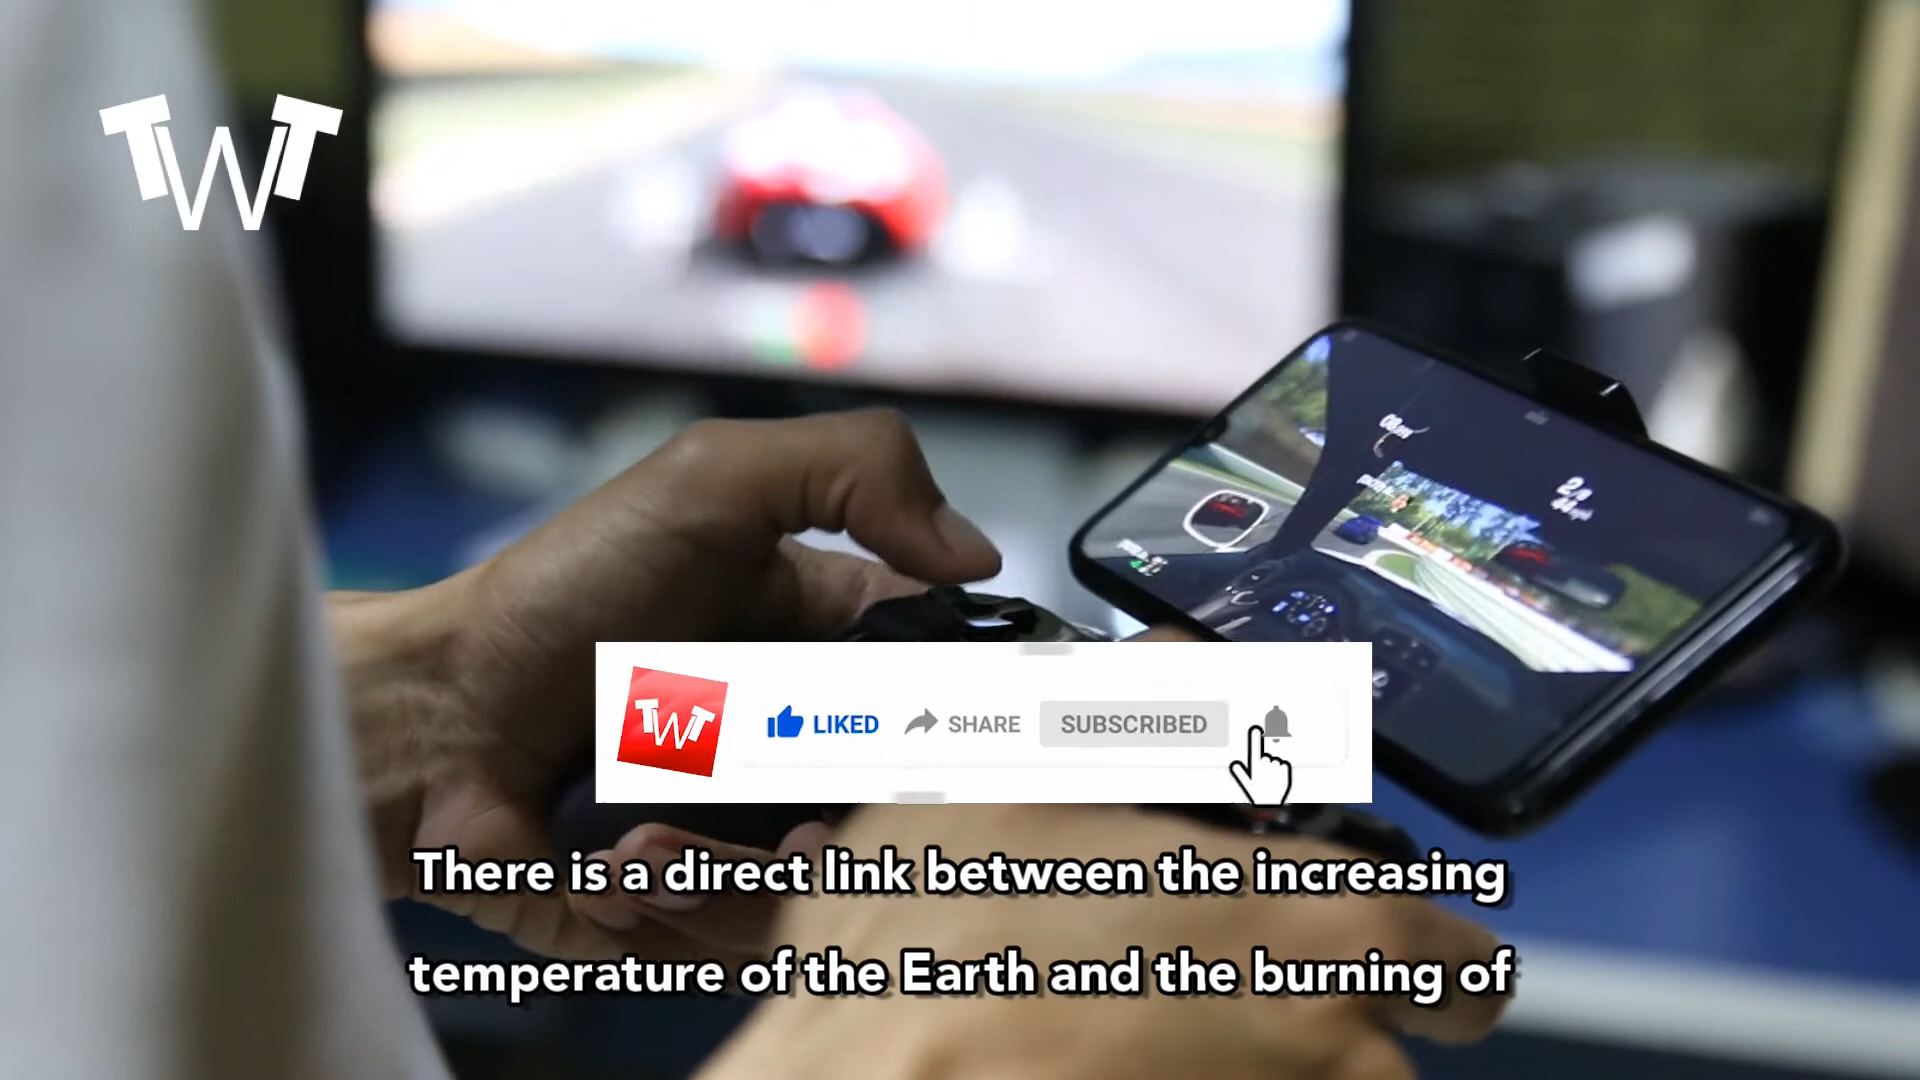 TWT
TWT
LIKED SHARE SUBSCRIBED
There is a direct link between the increasing
temperature of the Earth and the burning of